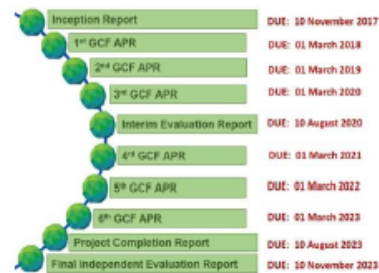 Inception Report DUE: 10 November 2017
1st GCF APR DUE: 01 March 2018
2nd GCF APR DUE: 01 March 2019
3rd GCF APR DUE: 01 March 2020
Interim Evaluation Report DUE: 10 August 2020
4rd GCF APR DUE: 01 March 2021
5th GCF APR DUE: 01 March 2022
6th GCF APR DUE: 01 March 2023
Project Completion Report DUE: 10 August 2023
Final Independent Evaluation Report DUE: 10 November 2023